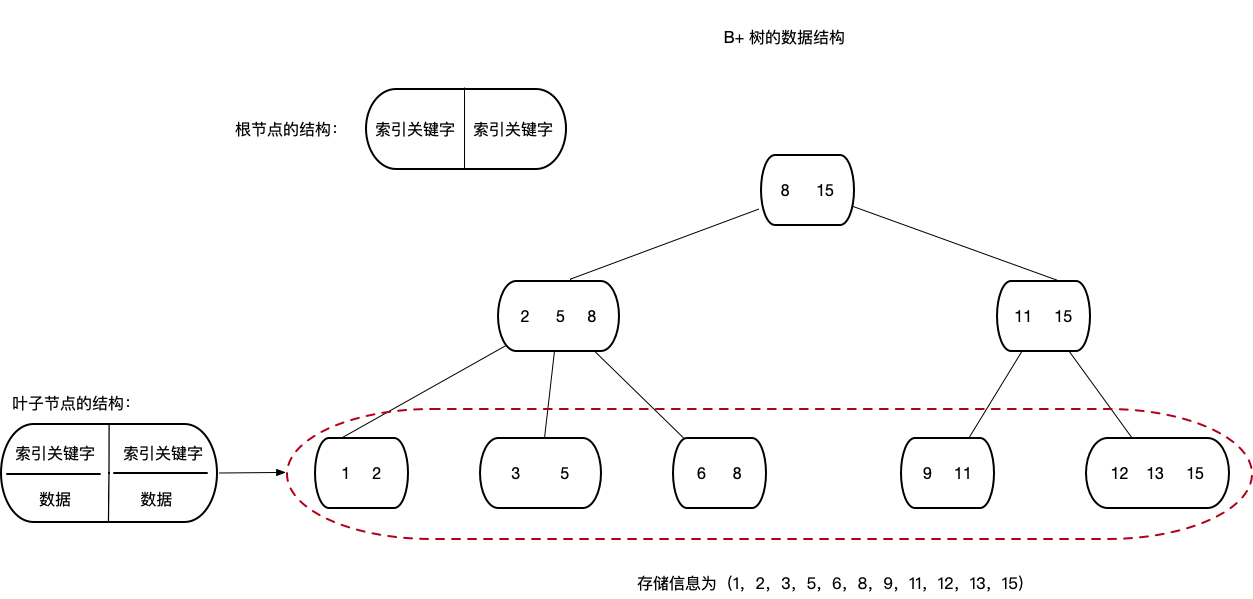 B+ 树的数据结构
根节点的结构：
索引关键字 索引关键字
8 15
2 5 8
11 15
叶子节点的结构：
索引关键字 索引关键字
数据 数据
1 2
3 5
6 8
9 11
12 13 15
存储信息为（1，2，3，5，6，8，9，11，12，13，15）